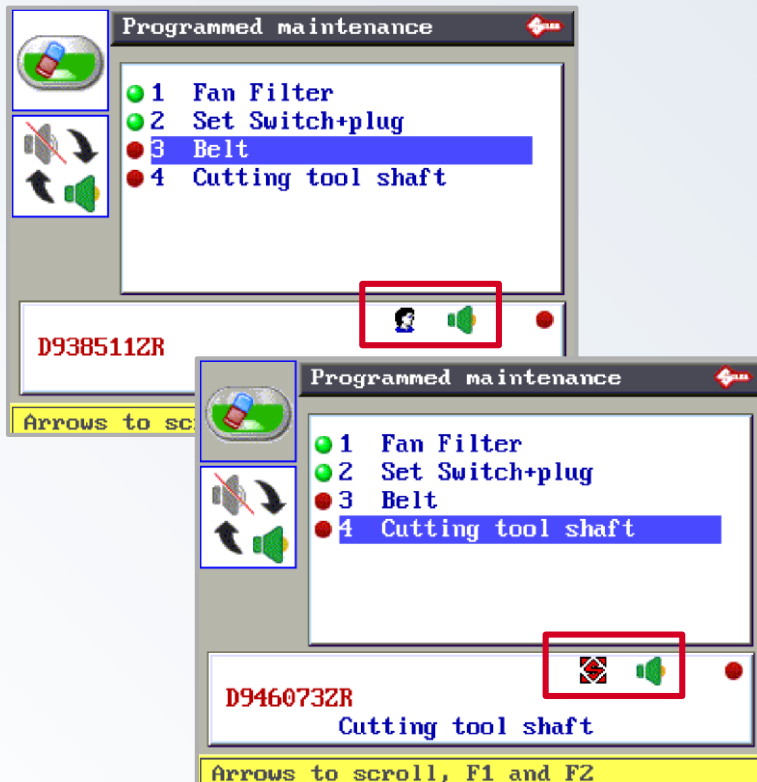 Programmed maintenance
1 Fan Filter
2 Set Switch+plug
3 Belt
4 Cutting tool shaft
D938511ZR
Arrows to sc
Programmed maintenance
1 Fan Filter
2 Set Switch+plug
3 Belt
4 Cutting tool shaft
D946073ZR
Cutting tool shaft
Arrows to scroll, F1 and F2